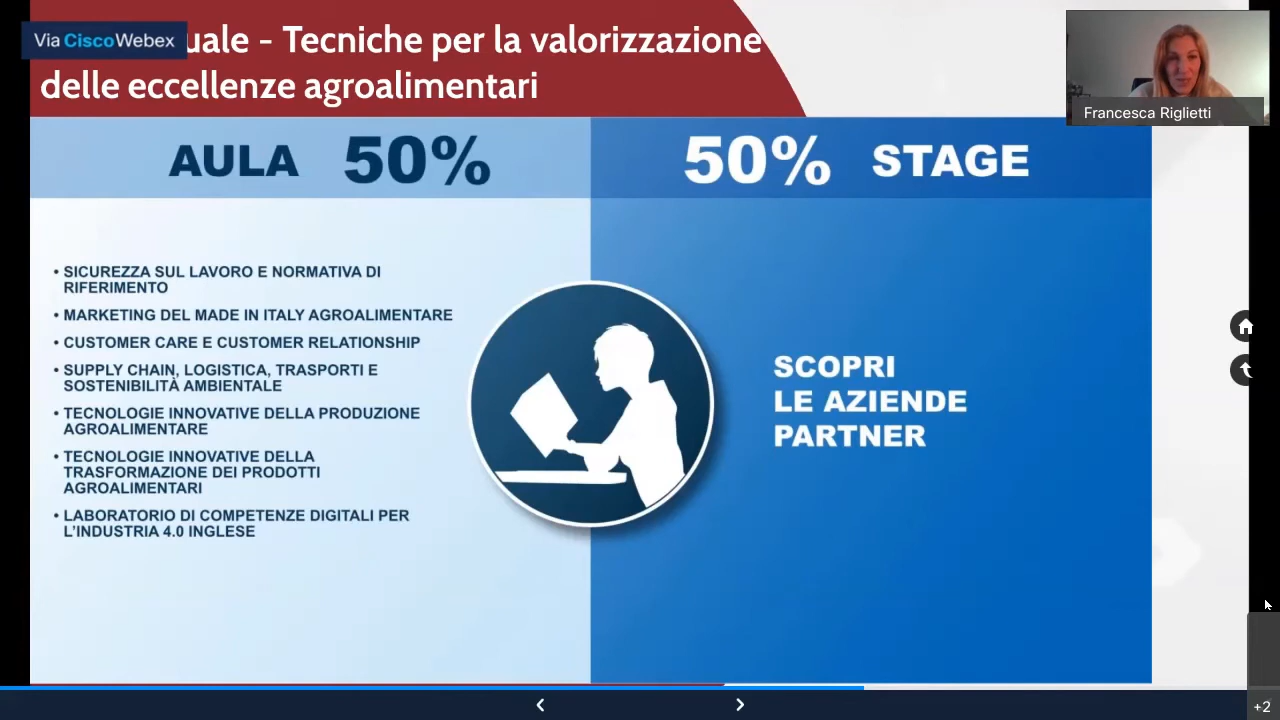 Via CiscoWebex
- Tecniche per la valorizzazione
delle eccellenze agroalimentari
Francesca Riglietti
AULA 50%
50% STAGE
• SICUREZZA SUL LAVORO E NORMATIVA DI
RIFERIMENTO
• MARKETING DEL MADE IN ITALY AGROALIMENTARE
• CUSTOMER CARE E CUSTOMER RELATIONSHIP
• SUPPLY CHAIN, LOGISTICA, TRASPORTI E
SOSTENIBILITÀ AMBIENTALE
• TECNOLOGIE INNOVATIVE DELLA PRODUZIONE
AGROALIMENTARE
• TECNOLOGIE INNOVATIVE DELLA
TRASFORMAZIONE DEI PRODOTTI
AGROALIMENTARI
• LABORATORIO DI COMPETENZE DIGITALI PER
L'INDUSTRIA 4.0 INGLESE
SCOPRI
LE AZIENDE
PARTNER
+2